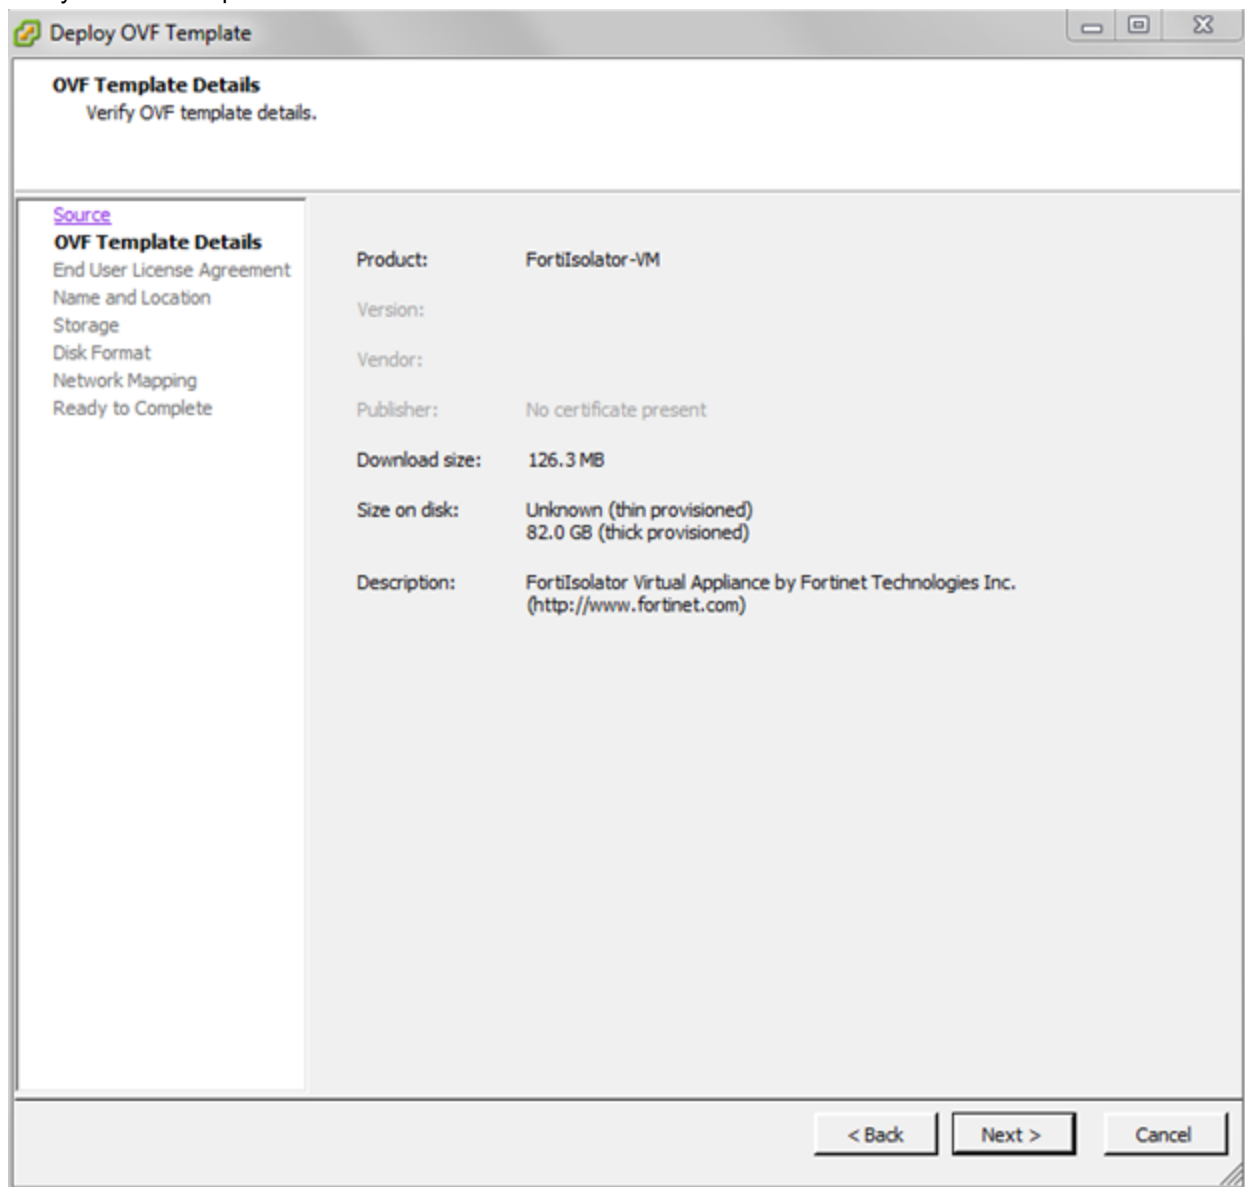 Deploy OVF Template
OVF Template Details
Verify OVF template details.
Source
OVF Template Details
End User License Agreement
Name and Location
Storage
Disk Format
Network Mapping
Ready to Complete
Product: FortiIsolator-VM
Version:
Vendor:
Publisher: No certificate present
Download size: 126.3 MB
Size on disk: Unknown (thin provisioned)
82.0 GB (thick provisioned)
Description: FortiIsolator Virtual Appliance by Fortinet Technologies Inc.
(http://www.fortinet.com)
< Back Next > Cancel